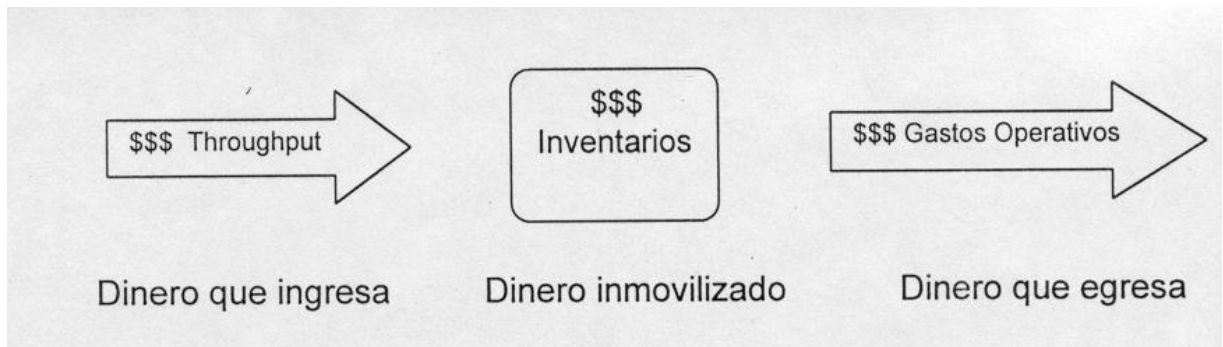 $$$ Throughput
$$$
Inventarios
$$$ Gastos Operativos
Dinero que ingresa
Dinero inmovilizado
Dinero que egresa